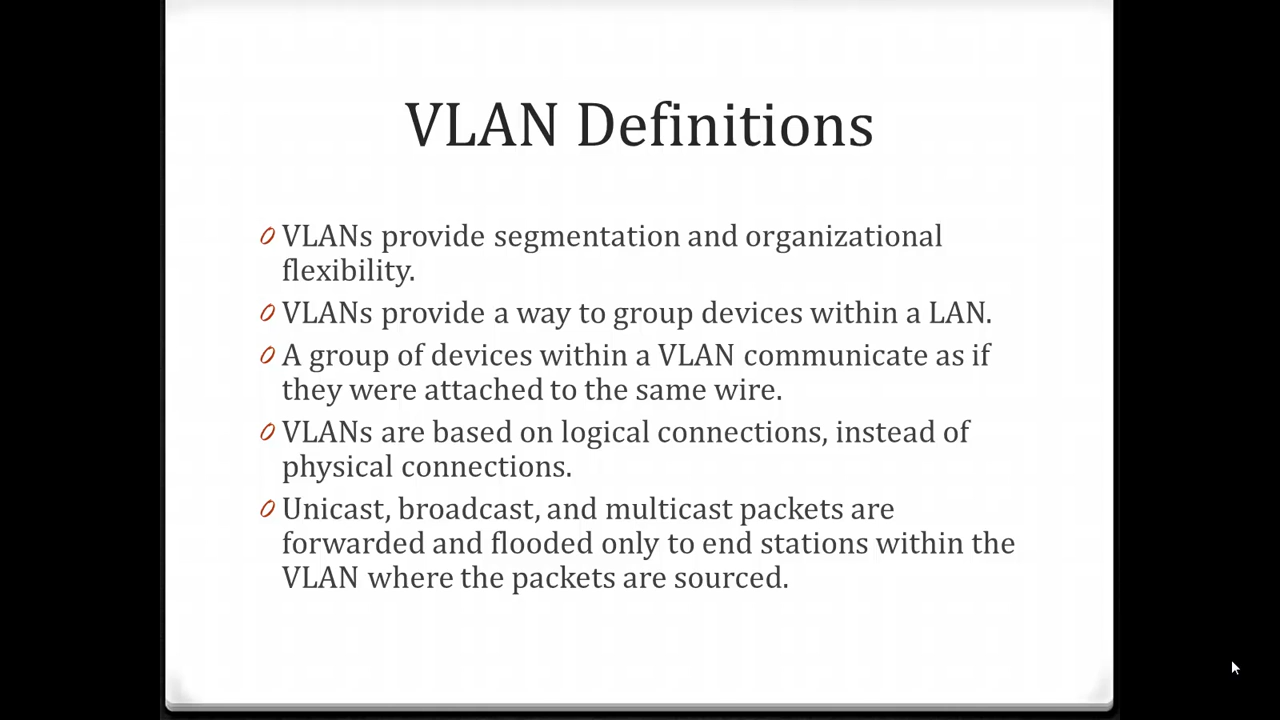 VLAN Definitions
VLANs provide segmentation and organizational
flexibility.
VLANs provide a way to group devices within a LAN.
A group of devices within a VLAN communicate as if
they were attached to the same wire.
VLANs are based on logical connections, instead of
physical connections.
Unicast, broadcast, and multicast packets are
forwarded and flooded only to end stations within the
VLAN where the packets are sourced.